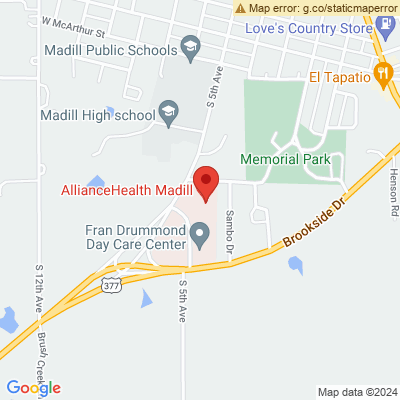 Map error: g.co/staticmaperror
W McArthur St
Love's Country Store
Madill Public Schools
S 5th Ave
El Tapatio
Madill High school
Memorial Park
AllianceHealth Madill
Henson Rd
Fran Drummond
Day Care Center
Sambo Dr
Brookside Dr
S 12th Ave
377
S 5th Ave
Brush Creek
Google
Map data ©2024